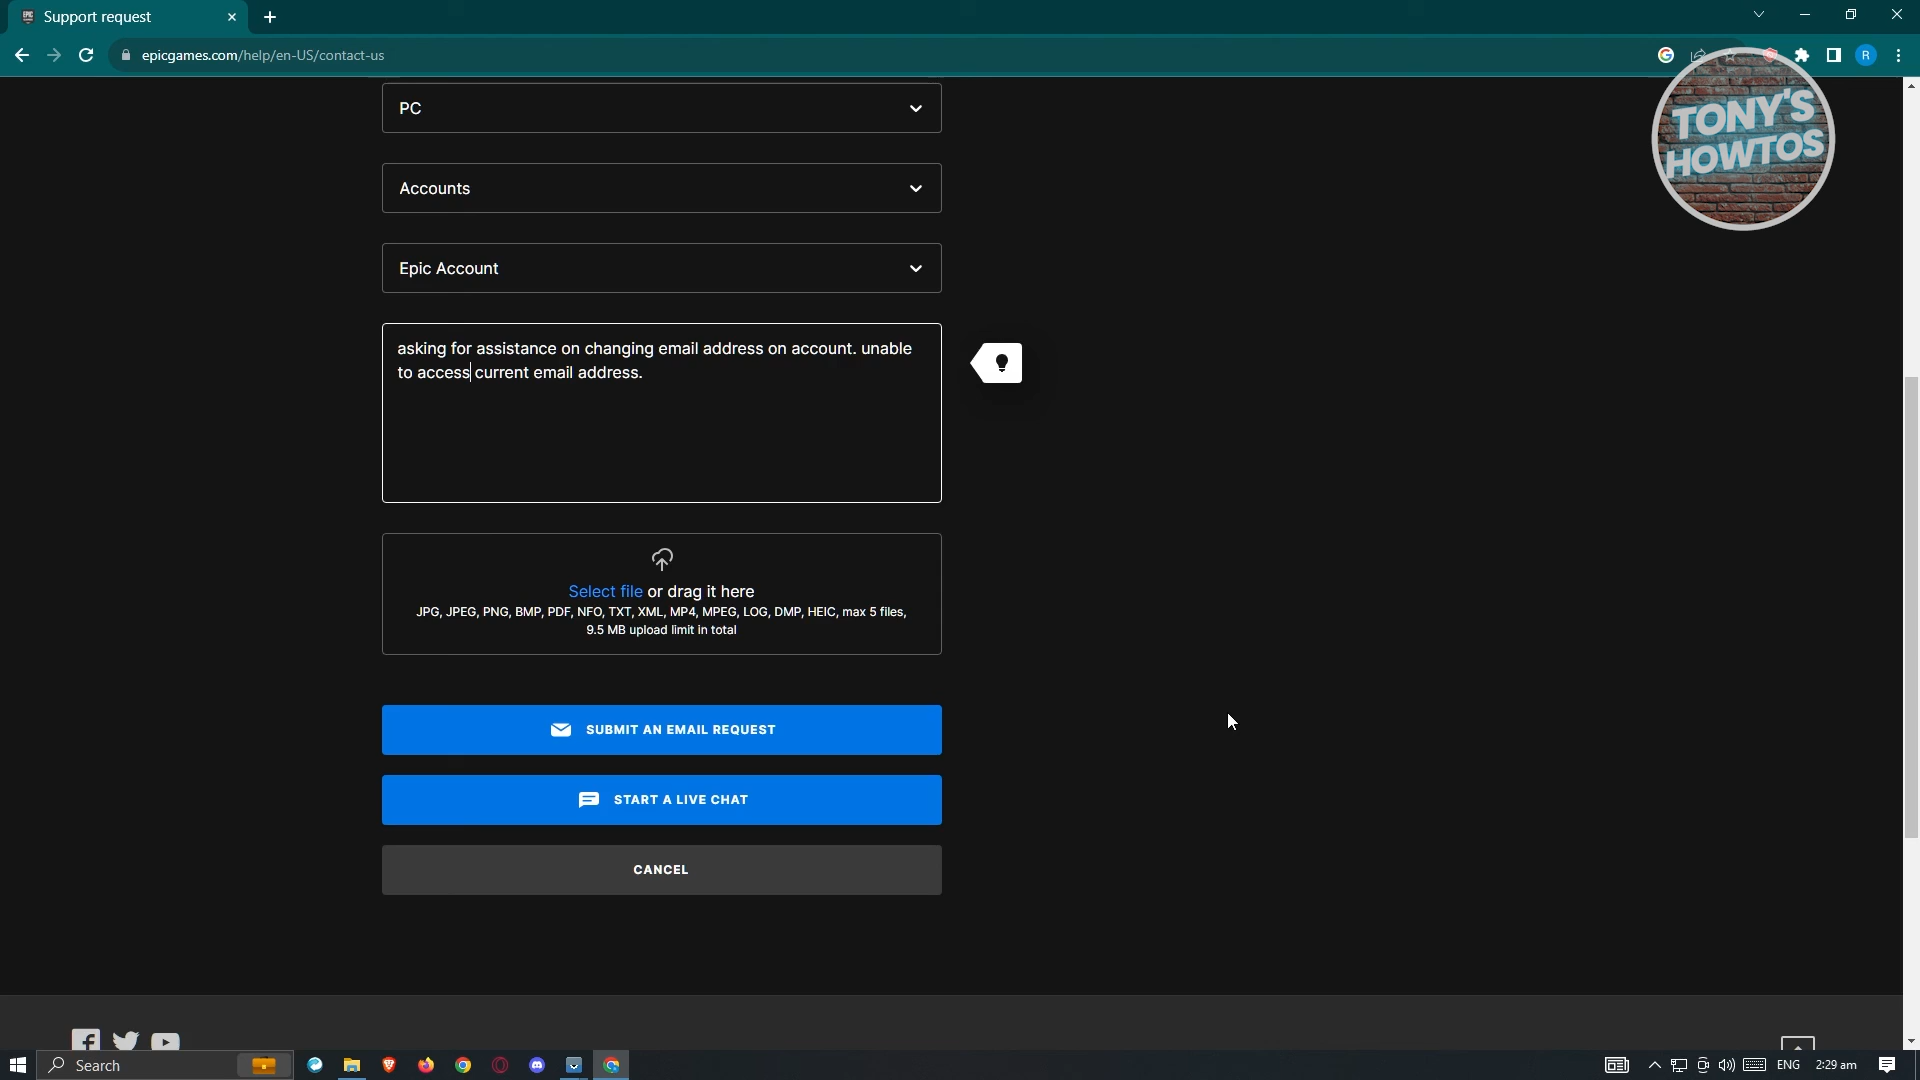 Support request
epicgames.com/help/en-US/contact-us
R
TONY'S
HOWTOS
PC
Accounts
Epic Account
asking for assistance on changing email address on account. unable
to access current email address.
Select file or drag it here
JPG, JPEG, PNG, BMP, PDF, NFO, TXT, XML, MP4, MPEG, LOG, DMP, HEIC, max 5 files,
9.5 MB upload limit in total
SUBMIT AN EMAIL REQUEST
START A LIVE CHAT
CANCEL
Search
ENG
2:29 am